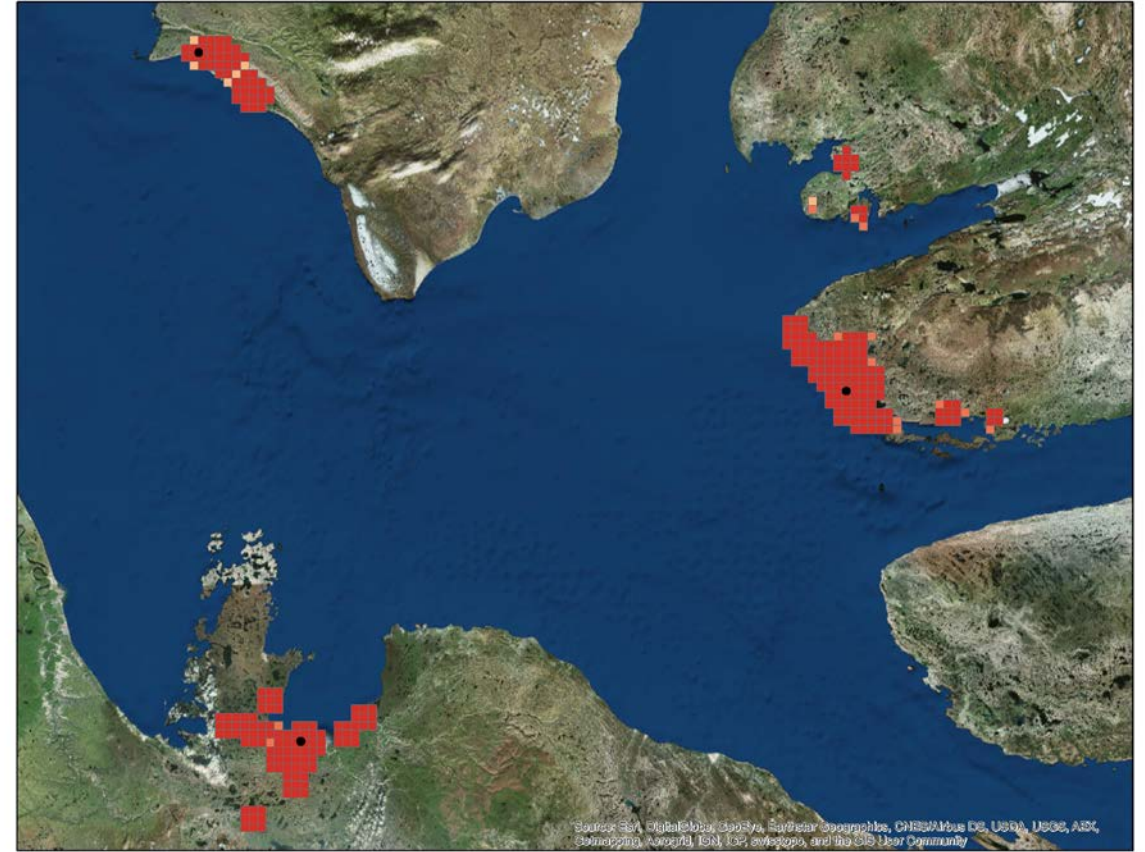 Source: Esri, DigitalGlobe, GeoEye, Earthstar Geographics, CNES/Airbus DS, USDA, USGS, AEX,
Getmapping, Aerogrid, IGN, IGP, swisstopo, and the GIS User Community